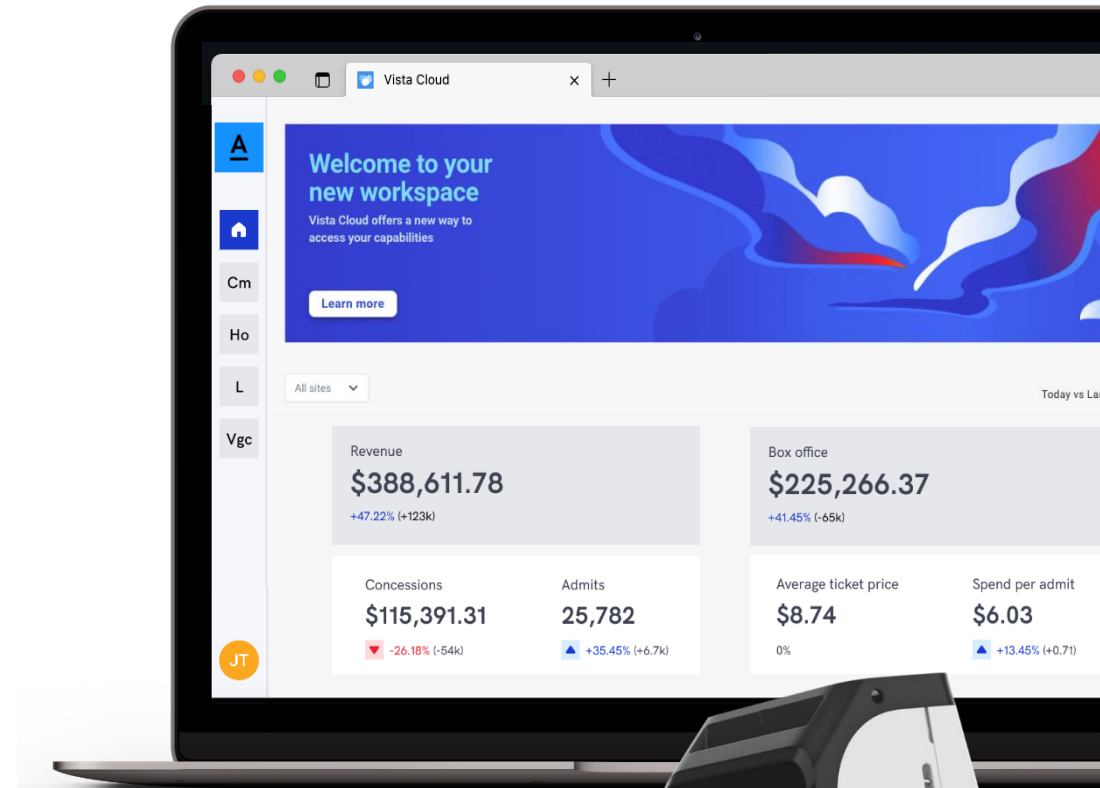 Vista Cloud
A
Welcome to your
new workspace
Vista Cloud offers a new way to
access your capabilities
Learn more
Cm
Ho
L
Vgc
JT
All sites
Today vs
Revenue
$388,611.78
+47.22% (+123k)
Box office
$225,266.37
+41.45% (-65k)
Concessions
$115,391.31
-26.18% (-54k)
Admits
25,782
+35.45% (+6.7k)
Average ticket price
$8.74
0%
Spend per admit
$6.03
+13.45% (+0.71)